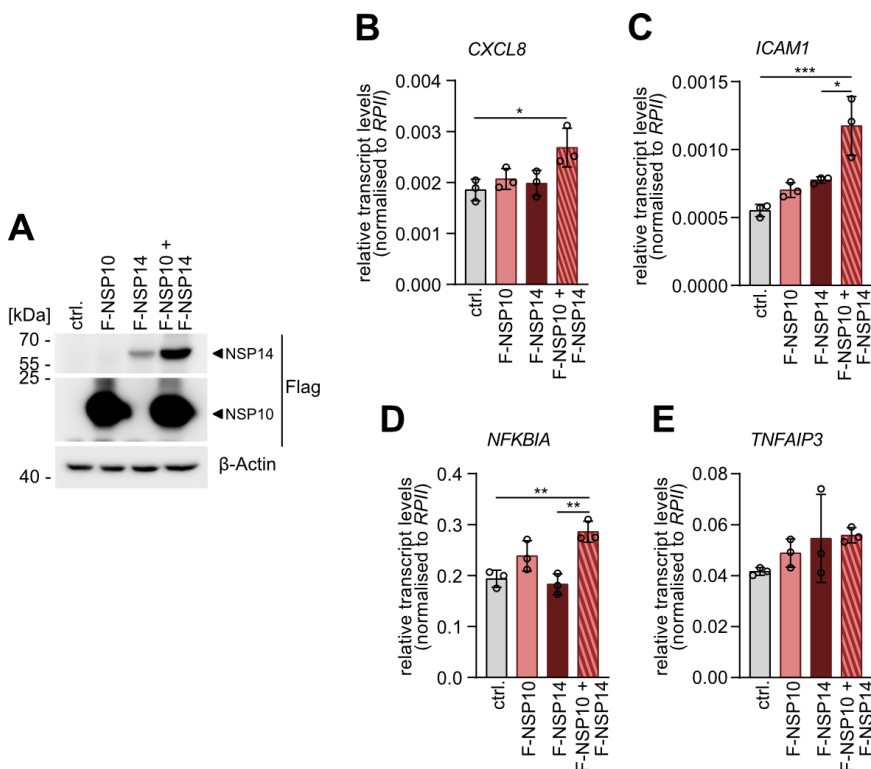 A
ctrl.
F-NSP10
F-NSP14
F-NSP10 +
F-NSP14
[kDa]
70 -
55 -
25 -
40 -
NSP14
NSP10
Flag
β-Actin
B
CXCL8
relative transcript levels
(normalised to RPII)
0.004
0.003
0.002
0.001
0.000
*
ctrl.
F-NSP10
F-NSP14
F-NSP10 +
F-NSP14
C
ICAM1
relative transcript levels
(normalised to RPII)
0.0015
0.0010
0.0005
0.0000
***
*
ctrl.
F-NSP10
F-NSP14
F-NSP10 +
F-NSP14
D
NFKBIA
relative transcript levels
(normalised to RPII)
0.4
0.3
0.2
0.1
0.0
**
**
ctrl.
F-NSP10
F-NSP14
F-NSP10 +
F-NSP14
E
TNFAIP3
relative transcript levels
(normalised to RPII)
0.08
0.06
0.04
0.02
0.00
ctrl.
F-NSP10
F-NSP14
F-NSP10 +
F-NSP14